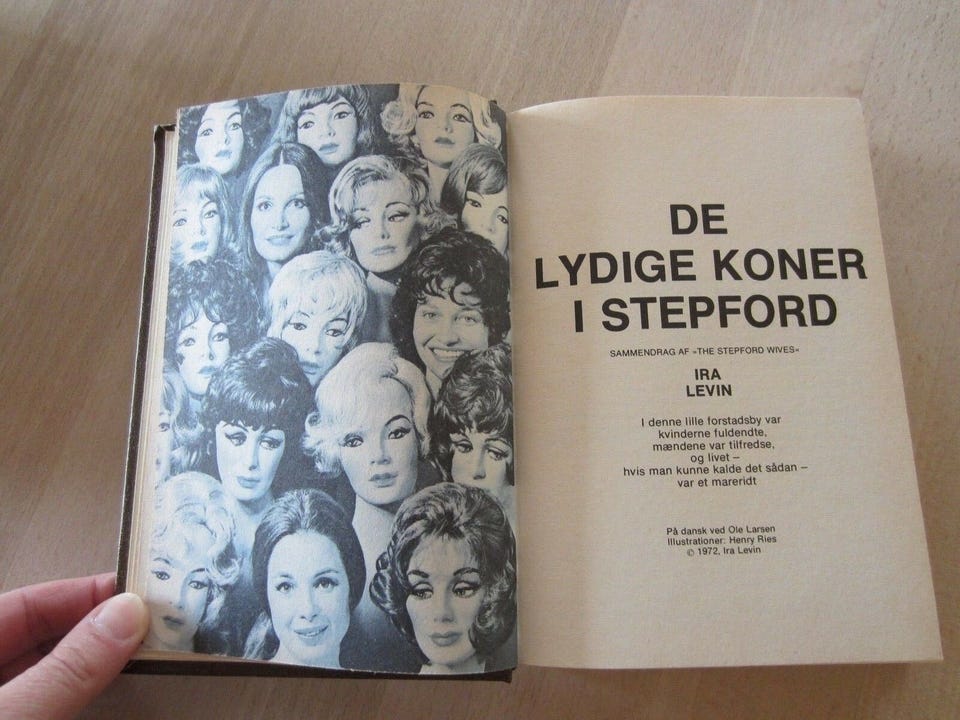 DE
LYDIGE KONER
I STEPFORD
SAMMENDRAG AF »THE STEPFORD WIVES«
IRA
LEVIN
I denne lille forstadsby var
kvinderne fuldendte,
mændene var tilfredse,
og livet –
hvis man kunne kalde det sådan –
var et mareridt
På dansk ved Ole Larsen
Illustrationer: Henry Ries
© 1972, Ira Levin